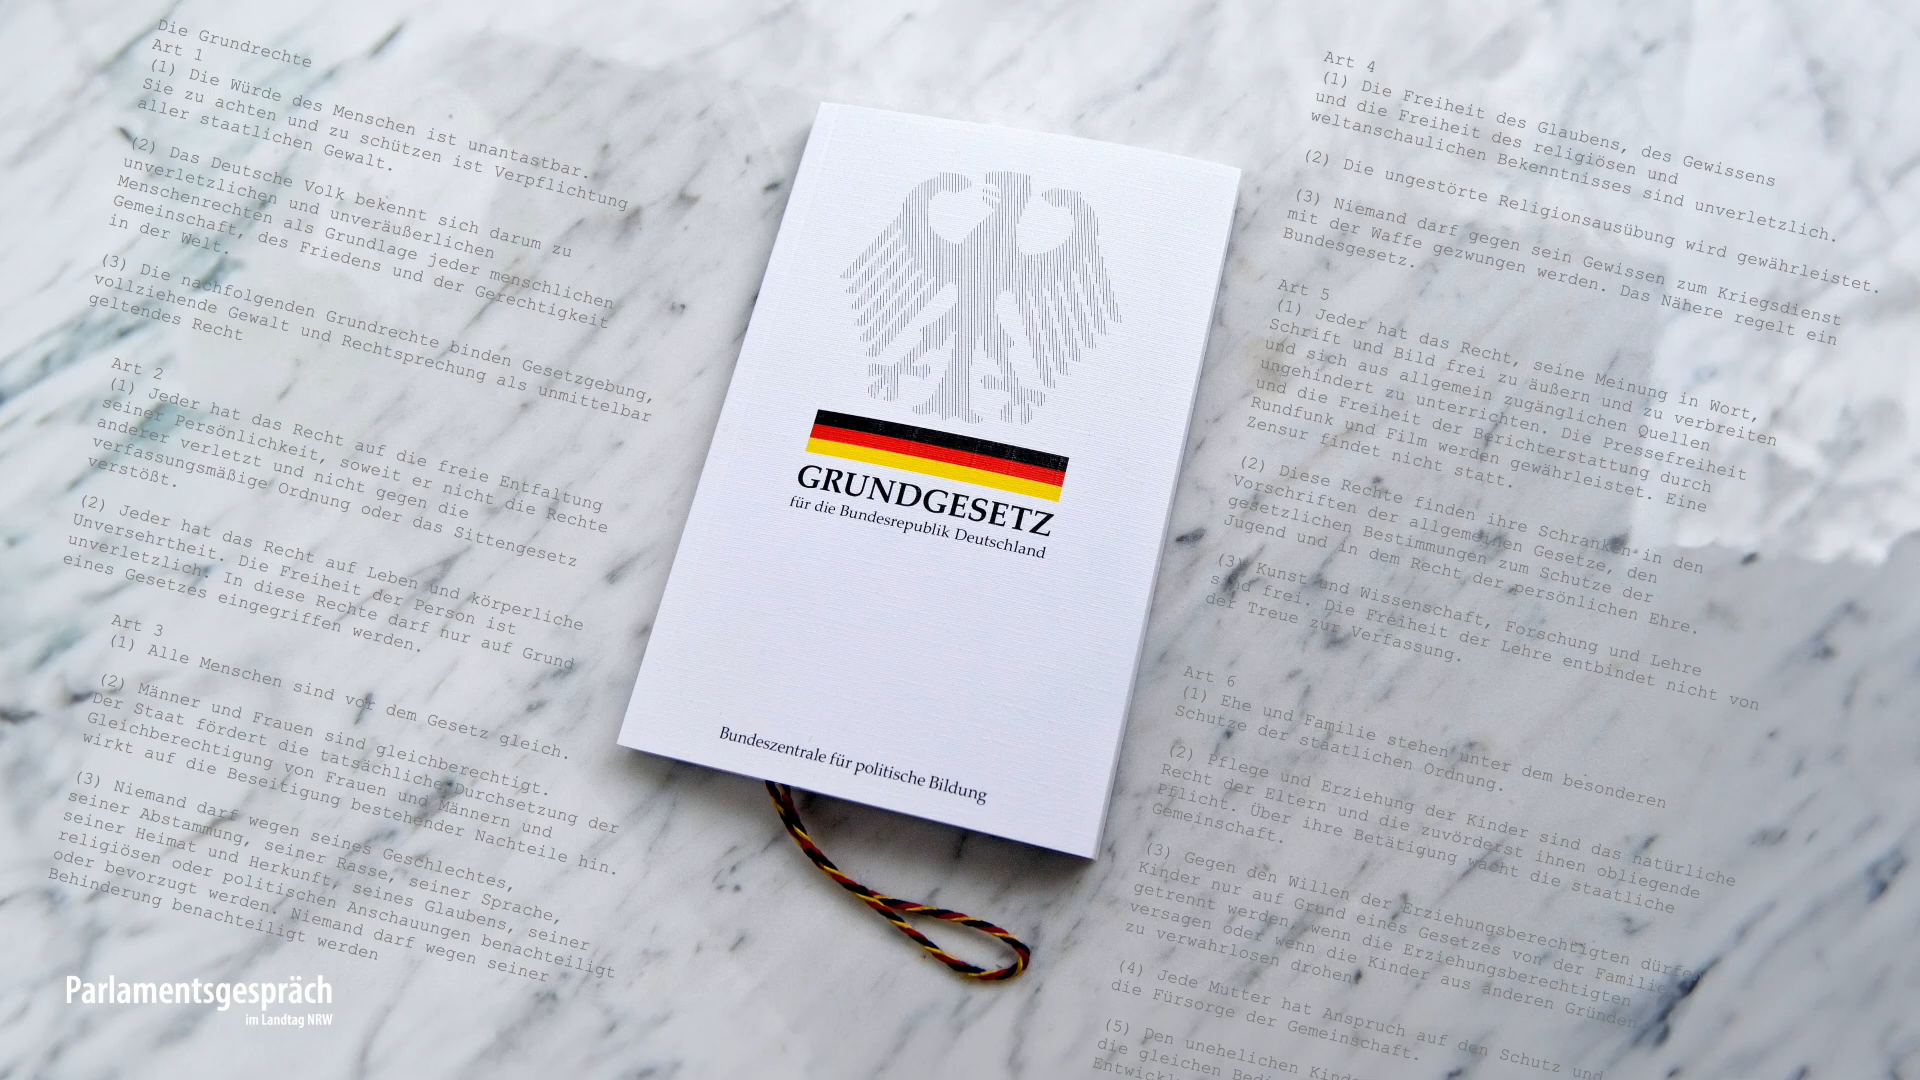 Die Grundrechte
Art 1
(1) Die Würde des Menschen ist unantastbar.
Sie zu achten und zu schützen ist Verpflichtung
aller staatlichen Gewalt.
(2) Das Deutsche Volk bekennt sich darum zu
unverletzlichen und unveräußerlichen
Menschenrechten als Grundlage jeder menschlichen
Gemeinschaft, des Friedens und der Gerechtigkeit
in der Welt.
(3) Die nachfolgenden Grundrechte binden Gesetzgebung,
vollziehende Gewalt und Rechtsprechung als unmittelbar
geltendes Recht
Art 2
(1) Jeder hat das Recht auf die freie Entfaltung
seiner Persönlichkeit, soweit er nicht die Rechte
anderer verletzt und nicht gegen die
verfassungsmäßige Ordnung oder das Sittengesetz
verstößt.
(2) Jeder hat das Recht auf Leben und körperliche
Unversehrtheit. Die Freiheit der Person ist
unverletzlich. In diese Rechte darf nur auf Grund
eines Gesetzes eingegriffen werden.
Art 3
(1) Alle Menschen sind vor dem Gesetz gleich.
(2) Männer und Frauen sind gleichberechtigt.
Der Staat fördert die tatsächliche Durchsetzung der
Gleichberechtigung von Frauen und Männern und
wirkt auf die Beseitigung bestehender Nachteile hin.
(3) Niemand darf wegen seines Geschlechtes,
seiner Abstammung, seiner Rasse, seiner Sprache,
seiner Heimat und Herkunft, seines Glaubens, seiner
religiösen oder politischen Anschauungen benachteiligt
oder bevorzugt werden. Niemand darf wegen seiner
Behinderung benachteiligt werden
GRUNDGESETZ
für die Bundesrepublik Deutschland
Bundeszentrale für politische Bildung
Art 4
(1) Die Freiheit des Glaubens, des Gewissens
und die Freiheit des religiösen und
weltanschaulichen Bekenntnisses sind unverletzlich.
(2) Die ungestörte Religionsausübung wird gewährleistet.
(3) Niemand darf gegen sein Gewissen zum Kriegsdienst
mit der Waffe gezwungen werden. Das Nähere regelt ein
Bundesgesetz.
Art 5
(1) Jeder hat das Recht, seine Meinung in Wort,
Schrift und Bild frei zu äußern und zu verbreiten
und sich aus allgemein zugänglichen Quellen
ungehindert zu unterrichten. Die Pressefreiheit
und die Freiheit der Berichterstattung durch
Rundfunk und Film werden gewährleistet. Eine
Zensur findet nicht statt.
(2) Diese Rechte finden ihre Schranken in den
Vorschriften der allgemeinen Gesetze, den
gesetzlichen Bestimmungen zum Schutze der
Jugend und in dem Recht der persönlichen Ehre.
(3) Kunst und Wissenschaft, Forschung und Lehre
sind frei. Die Freiheit der Lehre entbindet nicht von
der Treue zur Verfassung.
Art 6
(1) Ehe und Familie stehen unter dem besonderen
Schutze der staatlichen Ordnung.
(2) Pflege und Erziehung der Kinder sind das natürliche
Recht der Eltern und die zuvörderst ihnen obliegende
Pflicht. Über ihre Betätigung wacht die staatliche
Gemeinschaft.
(3) Gegen den Willen der Erziehungsberechtigten dürfen
Kinder nur auf Grund eines Gesetzes von der Familie
getrennt werden, wenn die Erziehungsberechtigten
versagen oder wenn die Kinder aus anderen Gründen
zu verwahrlosen drohen.
(4) Jede Mutter hat Anspruch auf den Schutz und
die Fürsorge der Gemeinschaft.
(5) Den unehelichen
die gleichen
Parlamentsgespräch
im Landtag NRW